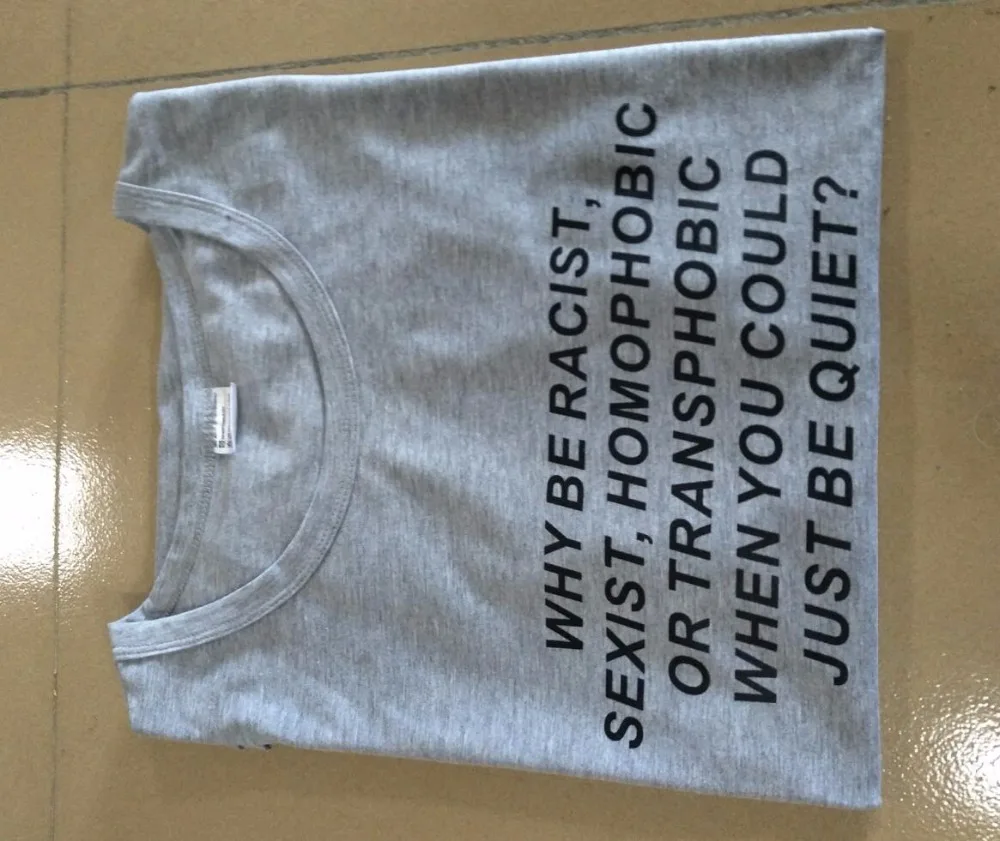 WHY BE RACIST,
SEXIST, HOMOPHOBIC
OR TRANSPHOBIC
WHEN YOU COULD
JUST BE QUIET?